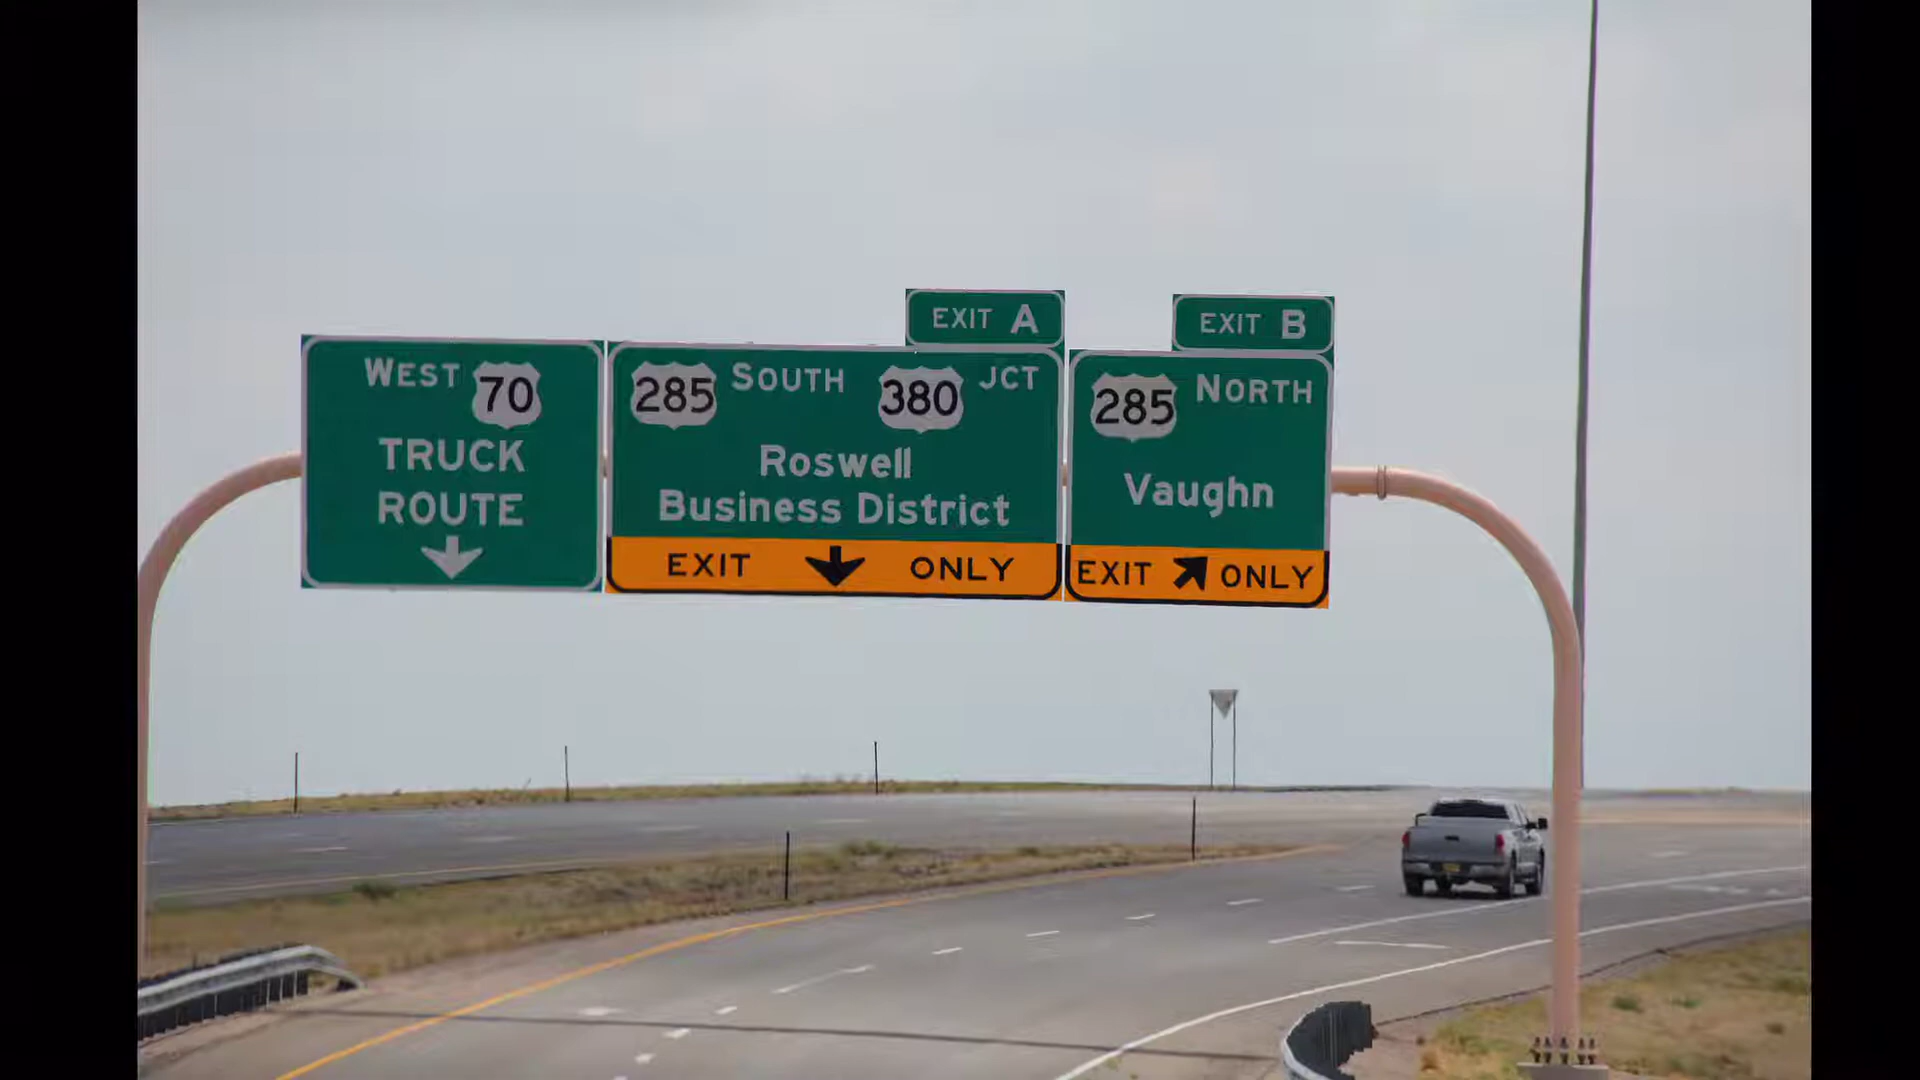 WEST 70
TRUCK
ROUTE
EXIT A
285 SOUTH 380 JCT
Roswell
Business District
EXIT ONLY
EXIT B
285 NORTH
Vaughn
EXIT ONLY